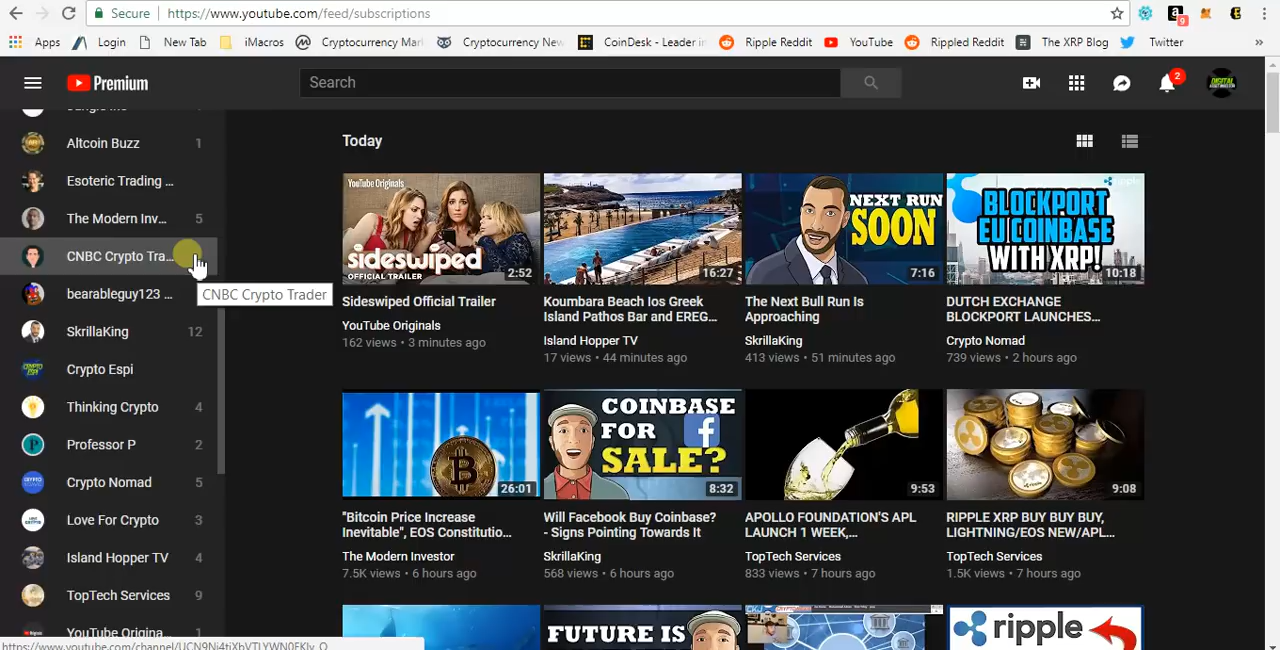 Secure https://www.youtube.com/feed/subscriptions
9
Apps Login New Tab iMacros Cryptocurrency Mar Cryptocurrency New CoinDesk - Leader in Ripple Reddit YouTube Rippled Reddit The XRP Blog Twitter »
Premium Search 2
Altcoin Buzz 1
Esoteric Trading ...
The Modern Inv... 5
CNBC Crypto Tra...
CNBC Crypto Trader
bearableguy123 ...
SkrillaKing 12
Crypto Espi
Thinking Crypto 4
Professor P 2
Crypto Nomad 5
Love For Crypto 3
Island Hopper TV 4
TopTech Services 9
YouTube Origina... 1
https://www.youtube.com/channel/
Today
YouTube Originals
sideswiped
OFFICIAL TRAILER
2:52
Sideswiped Official Trailer
YouTube Originals
162 views • 3 minutes ago
16:27
Koumbara Beach Ios Greek
Island Pathos Bar and EREG...
Island Hopper TV
17 views • 44 minutes ago
NEXT RUN
SOON
7:16
The Next Bull Run Is
Approaching
SkrillaKing
413 views • 51 minutes ago
ripple
BLOCKPORT
EU COINBASE
WITH XRP!
10:18
DUTCH EXCHANGE
BLOCKPORT LAUNCHES...
Crypto Nomad
739 views • 2 hours ago
26:01
"Bitcoin Price Increase
Inevitable", EOS Constitutio...
The Modern Investor
7.5K views • 6 hours ago
COINBASE
FOR
SALE?
8:32
Will Facebook Buy Coinbase?
- Signs Pointing Towards It
SkrillaKing
568 views • 6 hours ago
9:53
APOLLO FOUNDATION'S APL
LAUNCH 1 WEEK,...
TopTech Services
833 views • 7 hours ago
9:08
RIPPLE XRP BUY BUY BUY,
LIGHTNING/EOS NEW/APL...
TopTech Services
1.5K views • 7 hours ago
FUTURE IS
ripple